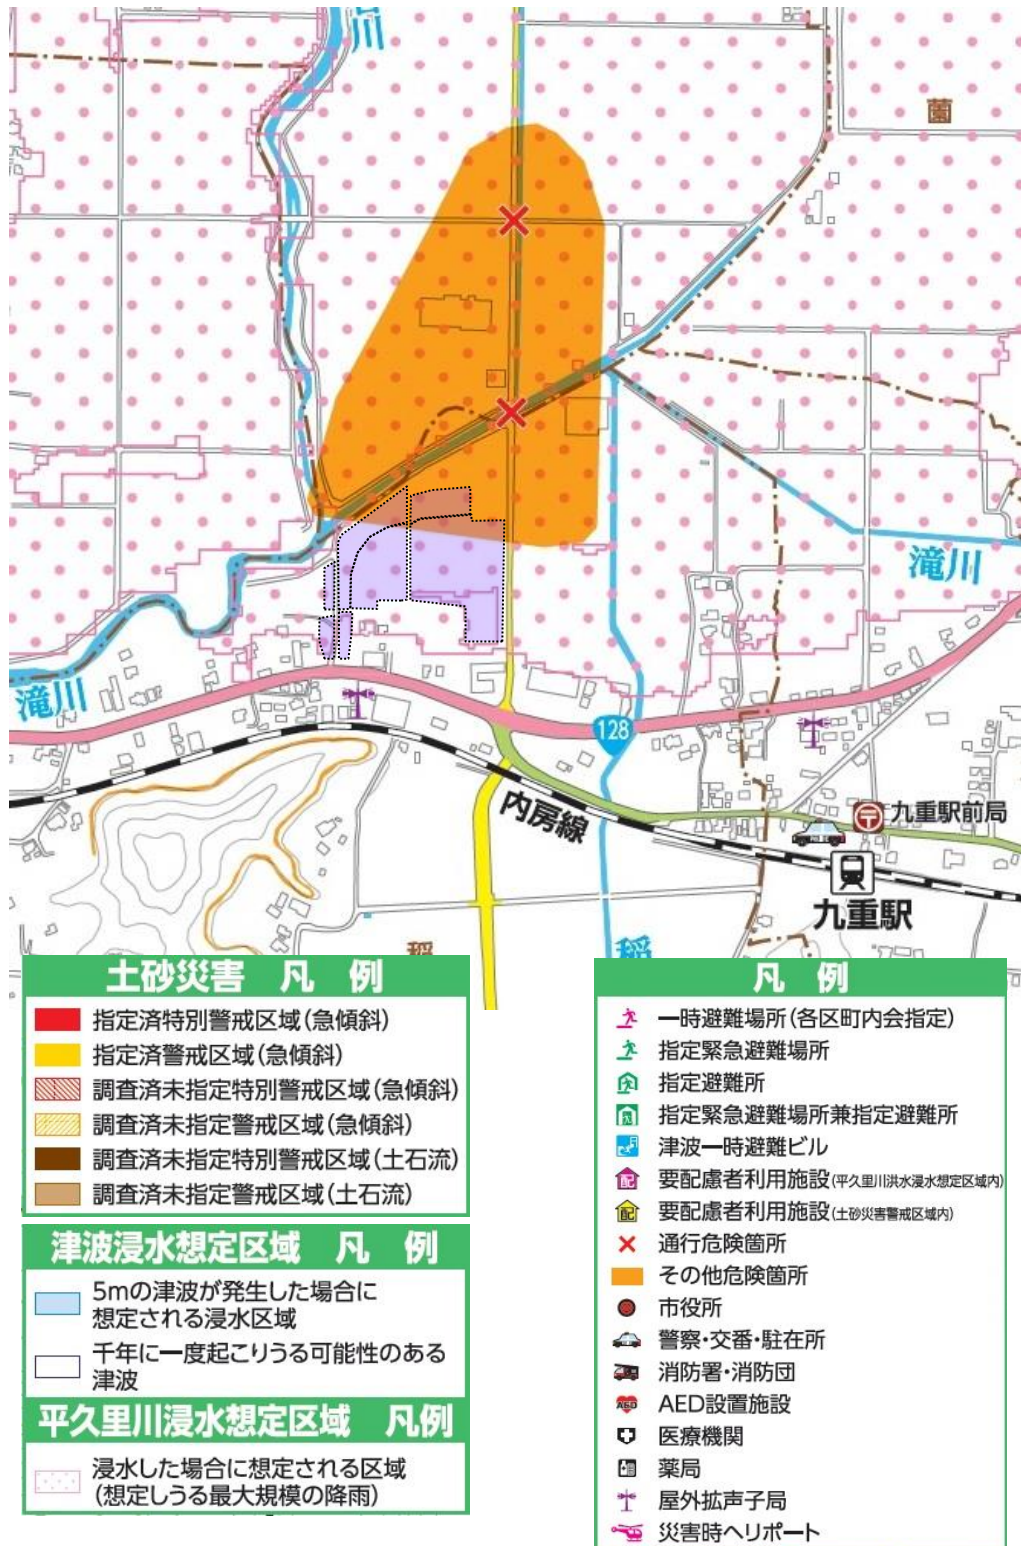 川
薗
滝川
滝川
128
内房線
九重駅前局
九重駅
稲
稲
土砂災害 凡 例
指定済特別警戒区域(急傾斜)
指定済警戒区域(急傾斜)
調査済未指定特別警戒区域(急傾斜)
調査済未指定警戒区域(急傾斜)
調査済未指定特別警戒区域(土石流)
調査済未指定警戒区域(土石流)
津波浸水想定区域 凡 例
5mの津波が発生した場合に
想定される浸水区域
千年に一度起こりうる可能性のある
津波
平久里川浸水想定区域 凡例
浸水した場合に想定される区域
(想定しうる最大規模の降雨)
凡 例
一時避難場所(各区町内会指定)
指定緊急避難場所
指定避難所
指定緊急避難場所兼指定避難所
津波一時避難ビル
配 要配慮者利用施設(平久里川洪水浸水想定区域内)
配 要配慮者利用施設(土砂災害警戒区域内)
通行危険箇所
その他危険箇所
市役所
警察・交番・駐在所
消防署・消防団
AED AED設置施設
医療機関
薬局
屋外拡声子局
災害時ヘリポート